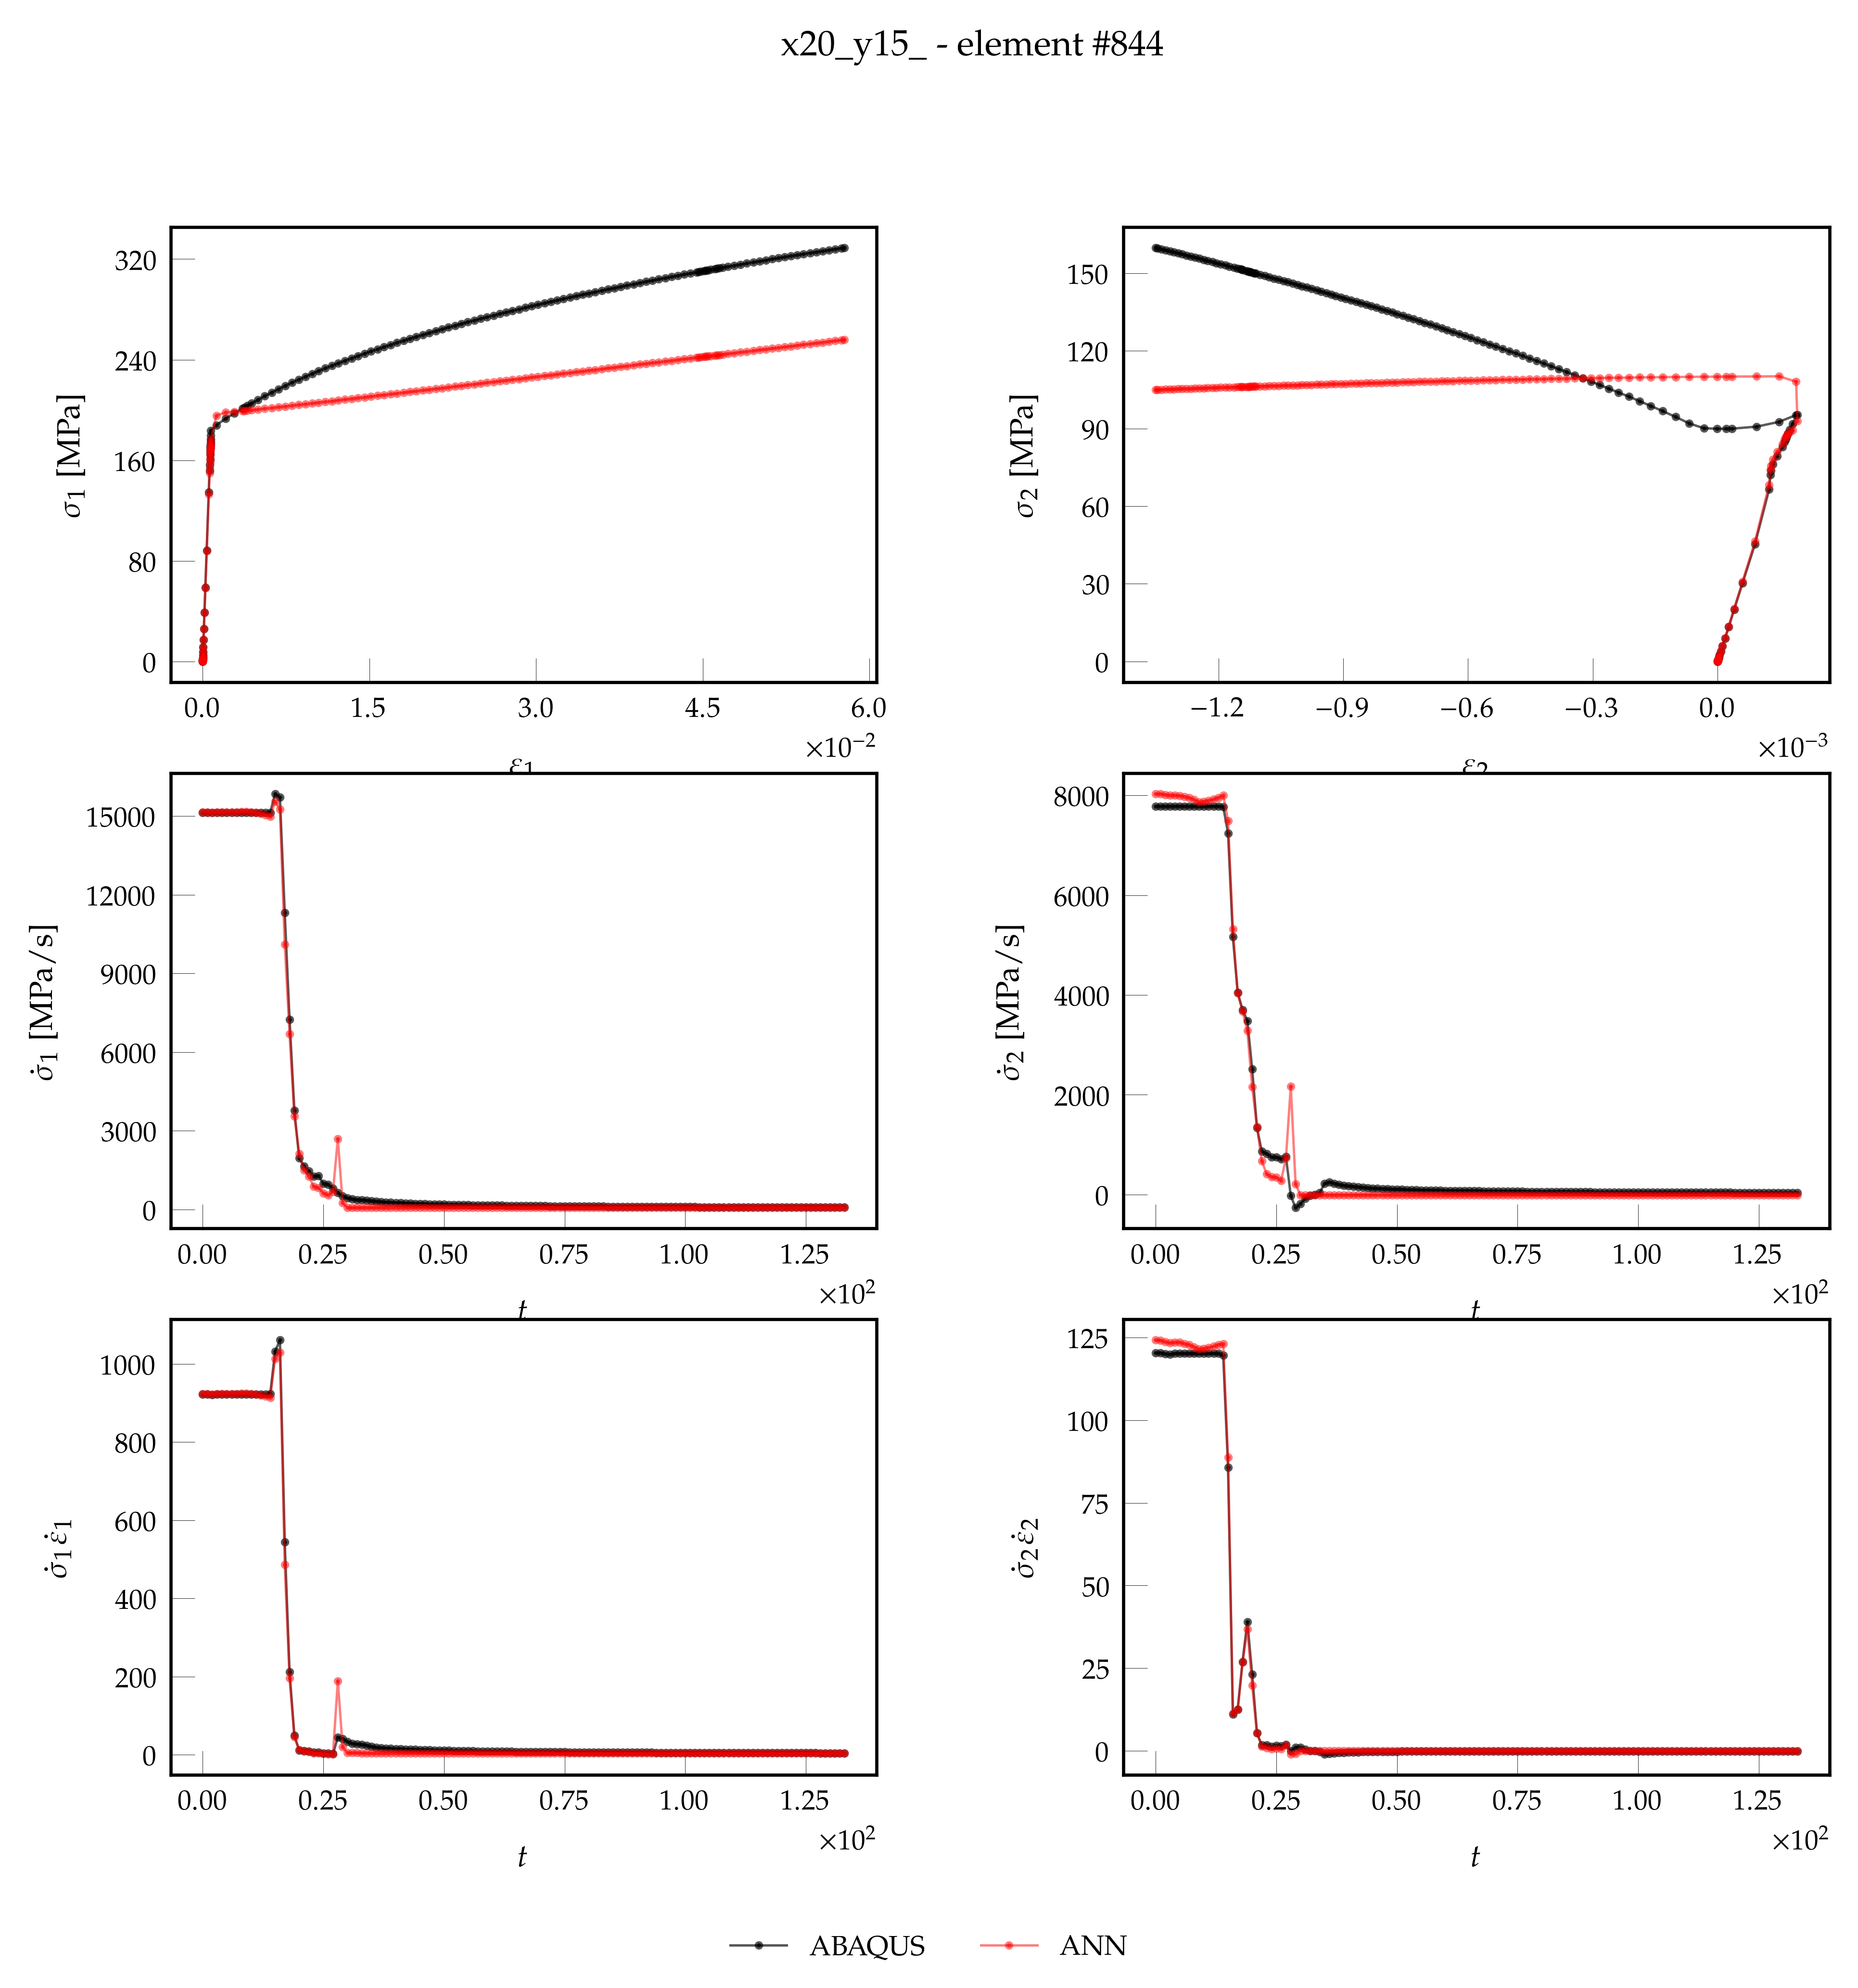 x20_y15_ - element #844
σ1 [MPa]
320
240
160
80
0
0.0 1.5 3.0 4.5 6.0
×10−2
ε1
σ2 [MPa]
150
120
90
60
30
0
−1.2 −0.9 −0.6 −0.3 0.0
×10−3
ε2
σ̇1 [MPa/s]
15000
12000
9000
6000
3000
0
0.00 0.25 0.50 0.75 1.00 1.25
×10²
t
σ̇2 [MPa/s]
8000
6000
4000
2000
0
0.00 0.25 0.50 0.75 1.00 1.25
×10²
t
σ̇1ε̇1
1000
800
600
400
200
0
0.00 0.25 0.50 0.75 1.00 1.25
×10²
t
σ̇2ε̇2
125
100
75
50
25
0
0.00 0.25 0.50 0.75 1.00 1.25
×10²
t
ABAQUS ANN